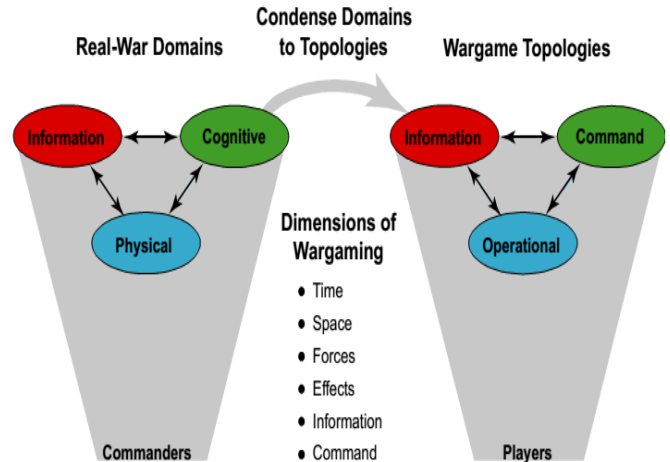 Real-War Domains
Condense Domains
to Topologies
Wargame Topologies
Information
Cognitive
Physical
Information
Command
Operational
Dimensions of
Wargaming
• Time
• Space
• Forces
• Effects
• Information
• Command
Commanders
Players